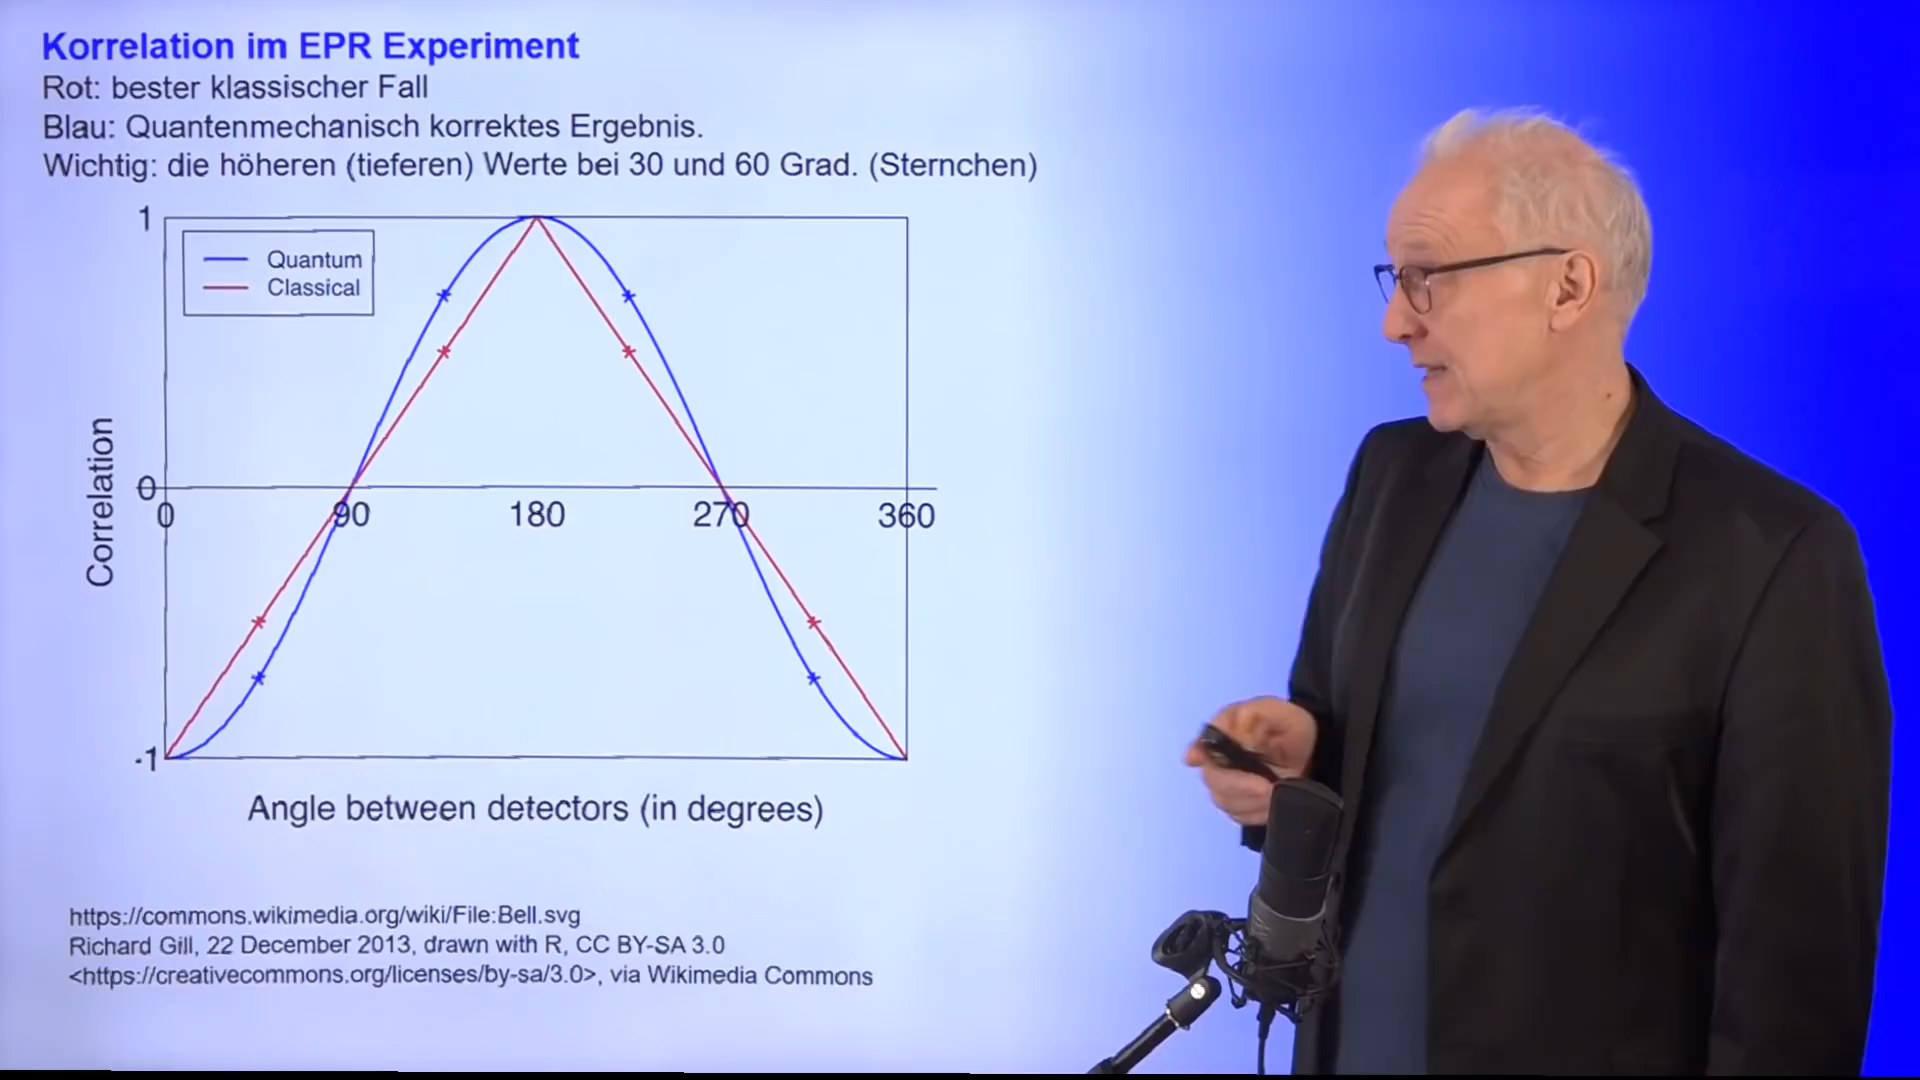 Korrelation im EPR Experiment
Rot: bester klassischer Fall
Blau: Quantenmechanisch korrektes Ergebnis.
Wichtig: die höheren (tieferen) Werte bei 30 und 60 Grad. (Sternchen)
1
Quantum
Classical
Correlation
0
0 90 180 270 360
-1
Angle between detectors (in degrees)
https://commons.wikimedia.org/wiki/File:Bell.svg
Richard Gill, 22 December 2013, drawn with R, CC BY-SA 3.0
<https://creativecommons.org/licenses/by-sa/3.0>, via Wikimedia Commons